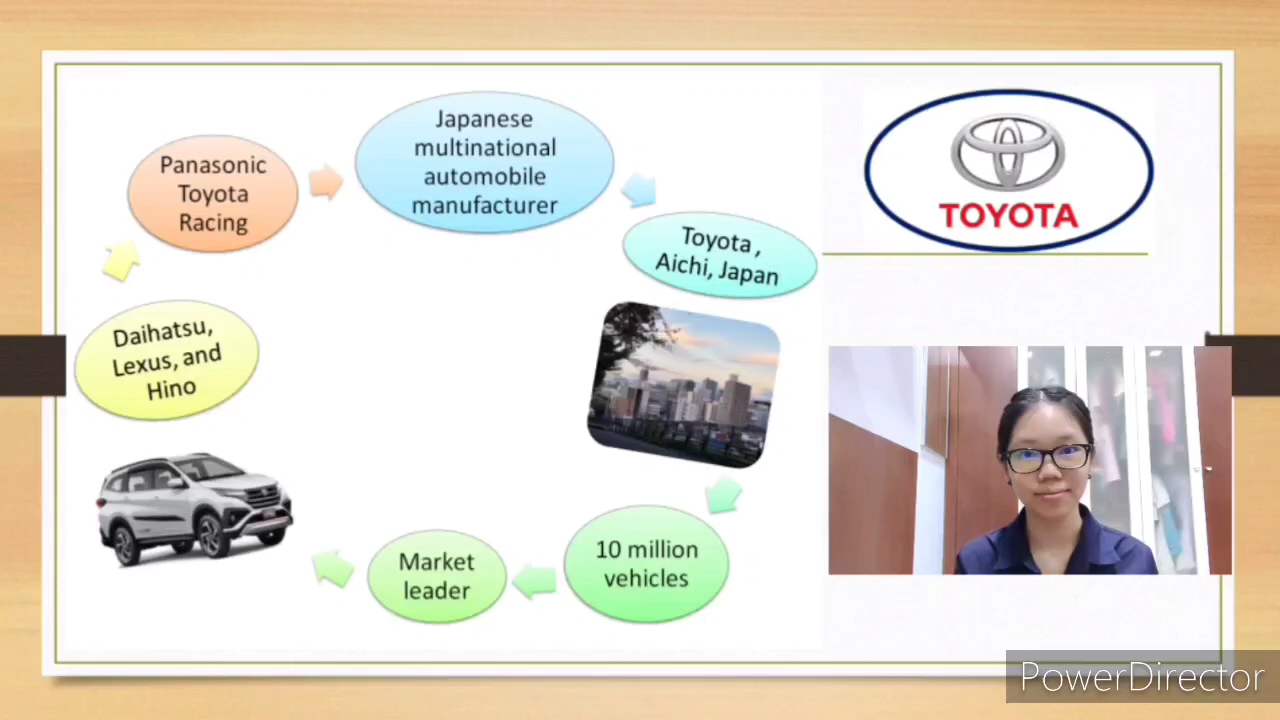 Japanese
multinational
automobile
manufacturer
Toyota ,
Aichi, Japan
10 million
vehicles
Market
leader
Daihatsu,
Lexus, and
Hino
Panasonic
Toyota
Racing
TOYOTA
PowerDirector